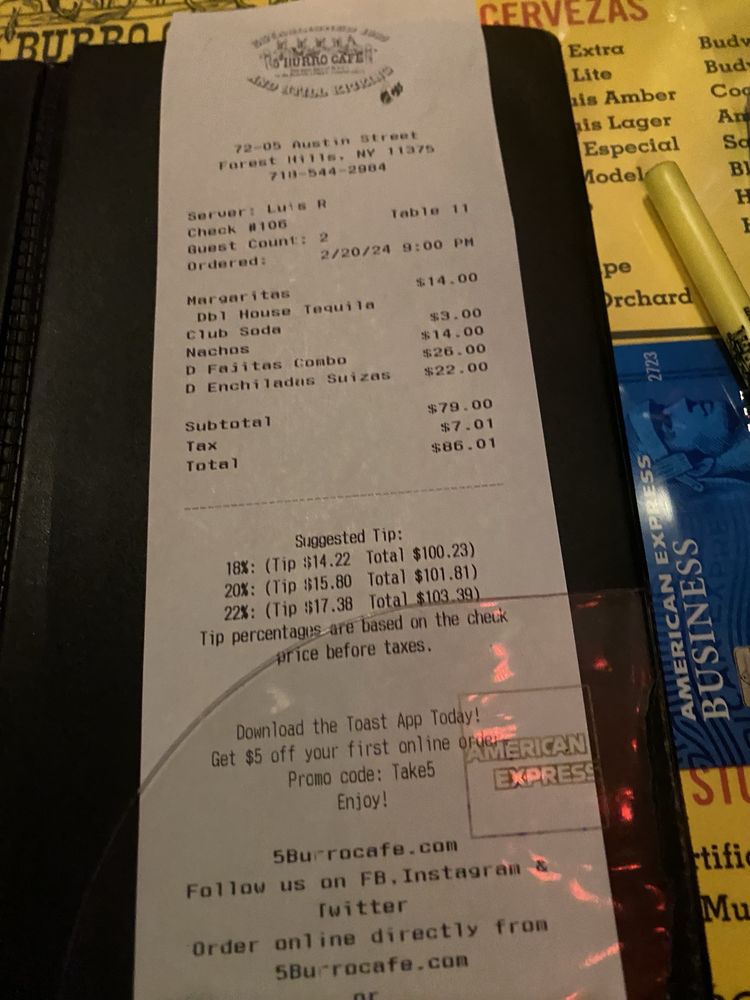 BURRO
CERVEZAS
5 BURRO CAFE
72-05 Austin Street
Forest Hills, NY 11375
718-544-2984
Server: Luis R
Check #106 Table 11
Guest Count: 2
Ordered: 2/20/24 9:00 PM
Margaritas $14.00
Dbl House Tequila
Club Soda $3.00
Nachos $14.00
D Fajitas Combo $26.00
D Enchiladas Suizas $22.00
Subtotal $79.00
Tax $7.01
Total $86.01
Suggested Tip:
18%: (Tip $14.22 Total $100.23)
20%: (Tip $15.80 Total $101.81)
22%: (Tip $17.38 Total $103.39)
Tip percentages are based on the check
price before taxes.
Download the Toast App Today!
Get $5 off your first online order
Promo code: Take5
Enjoy!
5Burrocafe.com
Follow us on FB,Instagram &
Twitter
Order online directly from
5Burrocafe.com
or
AMERICAN
EXPRESS
Extra
Lite
Amber
Lager
Especial
Model
Orchard
2723
AMERICAN EXPRESS
BUSINESS